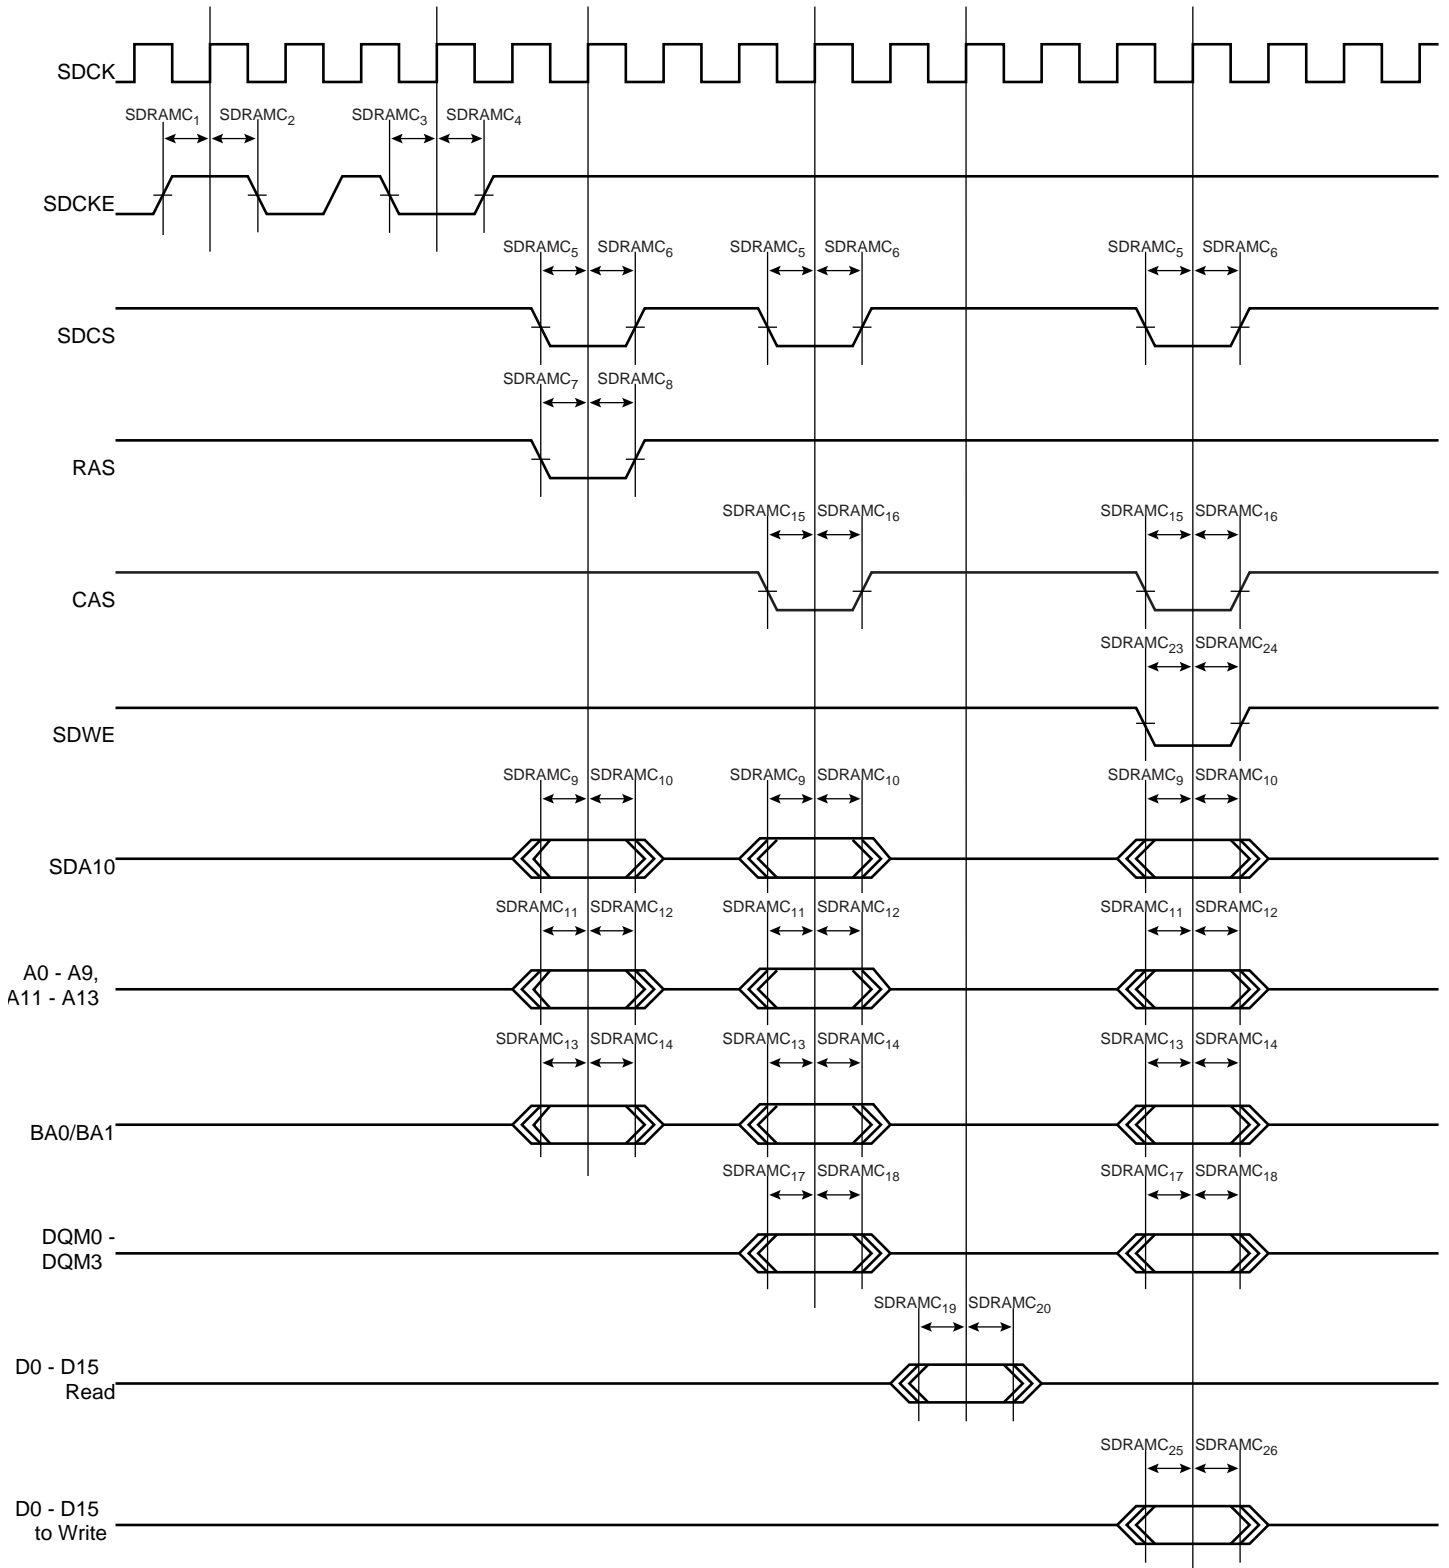 SDCK
SDRAMC1 SDRAMC2 SDRAMC3 SDRAMC4
SDCKE
SDRAMC5 SDRAMC6 SDRAMC5 SDRAMC6 SDRAMC5 SDRAMC6
SDCS
SDRAMC7 SDRAMC8
RAS
SDRAMC15 SDRAMC16 SDRAMC15 SDRAMC16
CAS
SDRAMC23 SDRAMC24
SDWE
SDRAMC9 SDRAMC10 SDRAMC9 SDRAMC10 SDRAMC9 SDRAMC10
SDA10
SDRAMC11 SDRAMC12 SDRAMC11 SDRAMC12 SDRAMC11 SDRAMC12
A0 - A9,
A11 - A13
SDRAMC13 SDRAMC14 SDRAMC13 SDRAMC14 SDRAMC13 SDRAMC14
BA0/BA1
SDRAMC17 SDRAMC18 SDRAMC17 SDRAMC18
DQM0 -
DQM3
SDRAMC19 SDRAMC20
D0 - D15
Read
SDRAMC25 SDRAMC26
D0 - D15
to Write